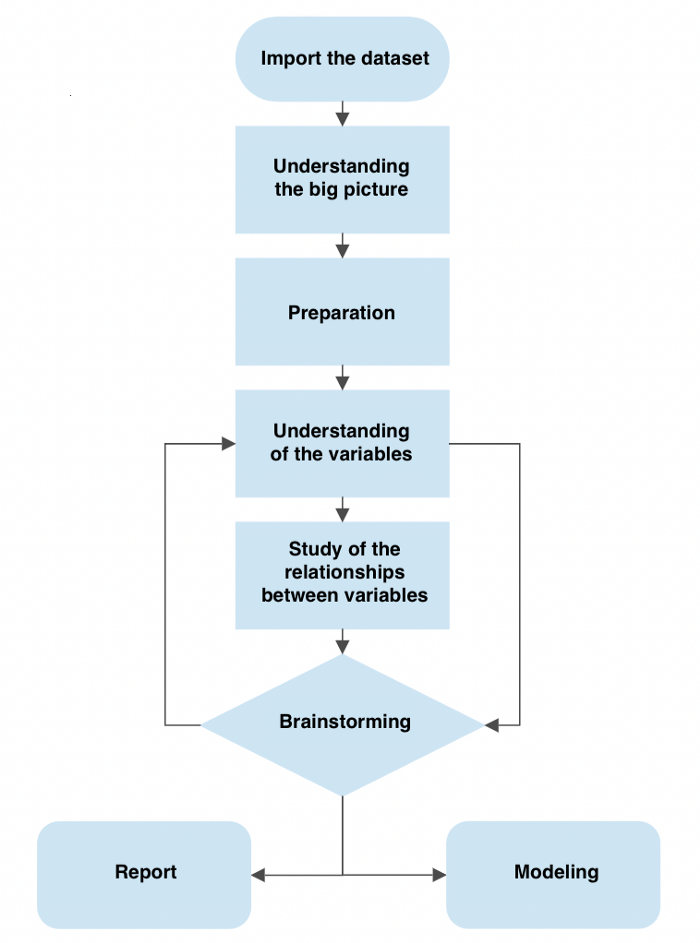 Import the dataset
Understanding
the big picture
Preparation
Understanding
of the variables
Study of the
relationships
between variables
Brainstorming
Report
Modeling